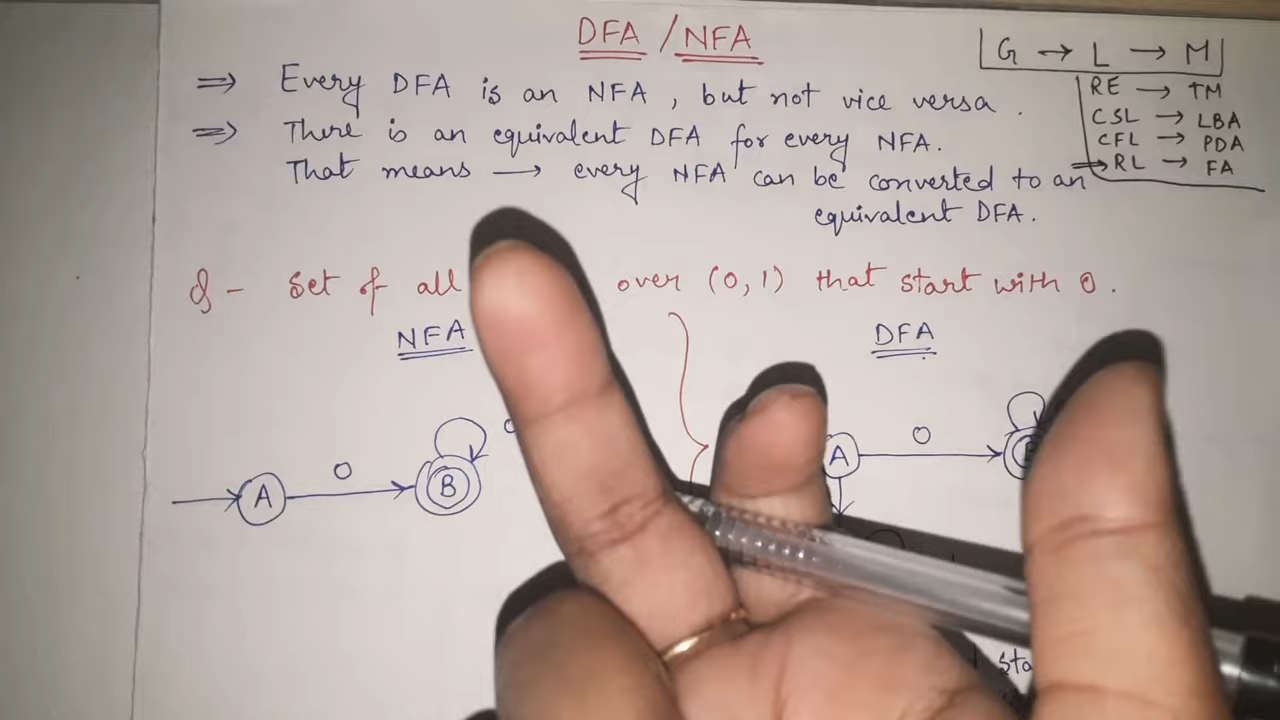 DFA / NFA
G → L → M
RE → TM
CSL → LBA
CFL → PDA
⇒ RL → FA
⇒ Every DFA is an NFA, but not vice versa.
⇒ There is an equivalent DFA for every NFA.
That means → every NFA can be converted to an
equivalent DFA.
Q - Set of all over (0,1) that start with 0.
NFA
DFA
A 0 B
A 0